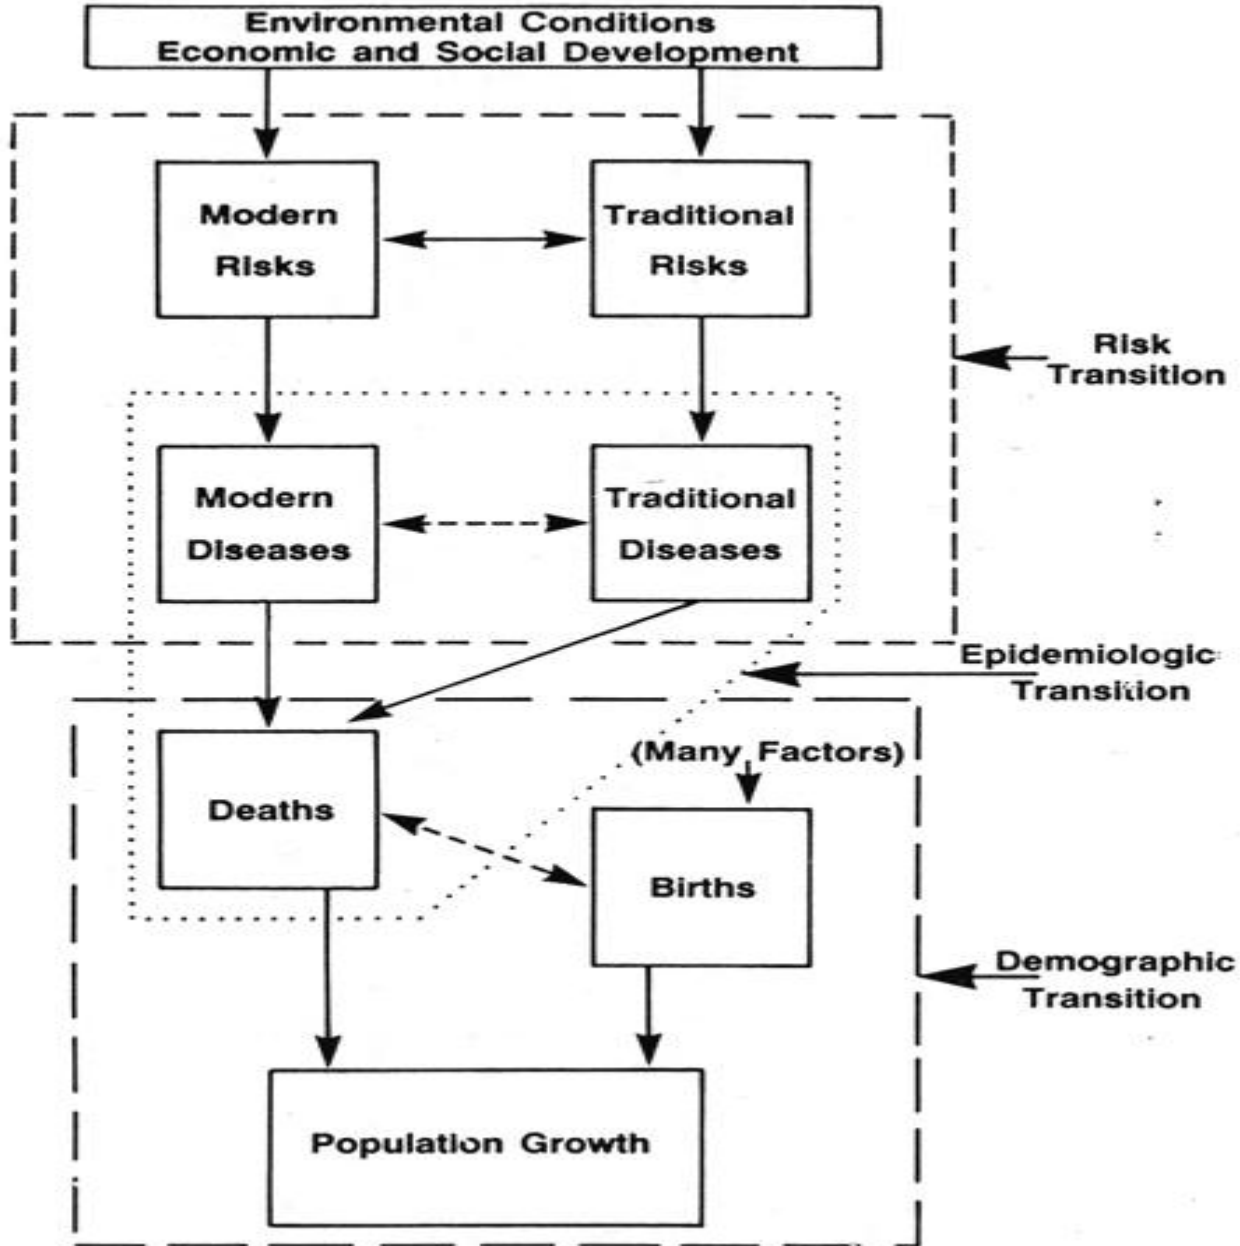 Environmental Conditions
Economic and Social Development
Modern
Risks
Traditional
Risks
Risk
Transition
Modern
Diseases
Traditional
Diseases
Epidemiologic
Transition
(Many Factors)
Deaths
Births
Demographic
Transition
Population Growth